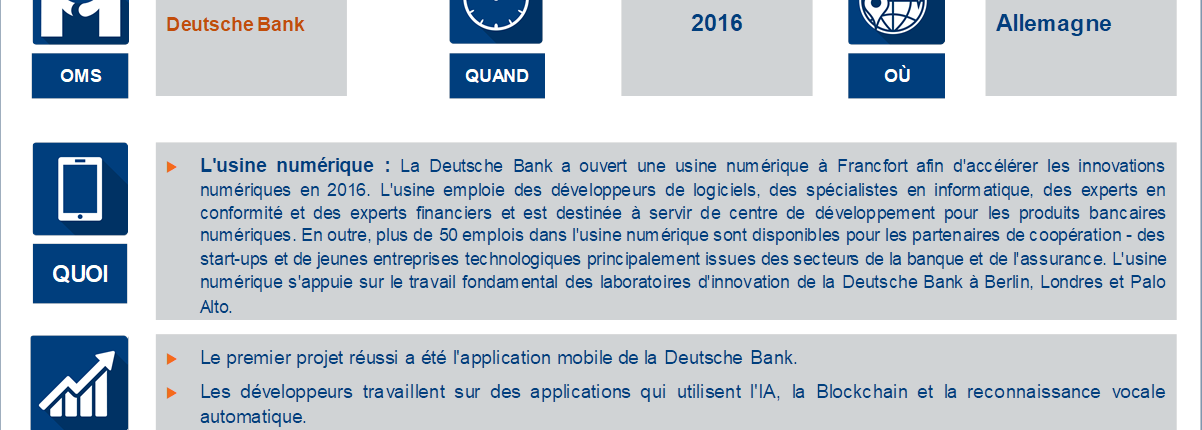 Deutsche Bank
2016
Allemagne
OMS
QUAND
OÙ
L'usine numérique : La Deutsche Bank a ouvert une usine numérique à Francfort afin d'accélérer les innovations
numériques en 2016. L'usine emploie des développeurs de logiciels, des spécialistes en informatique, des experts en
conformité et des experts financiers et est destinée à servir de centre de développement pour les produits bancaires
numériques. En outre, plus de 50 emplois dans l'usine numérique sont disponibles pour les partenaires de coopération - des
start-ups et de jeunes entreprises technologiques principalement issues des secteurs de la banque et de l'assurance. L'usine
numérique s'appuie sur le travail fondamental des laboratoires d'innovation de la Deutsche Bank à Berlin, Londres et Palo
Alto.
QUOI
Le premier projet réussi a été l'application mobile de la Deutsche Bank.
Les développeurs travaillent sur des applications qui utilisent l'IA, la Blockchain et la reconnaissance vocale
automatique.